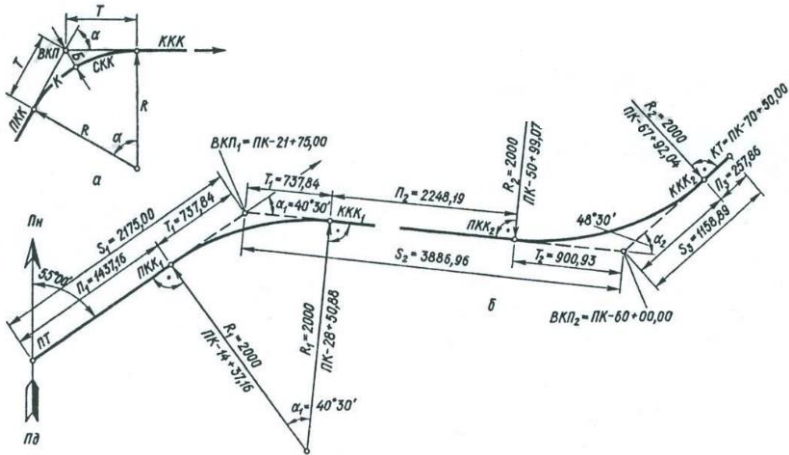 T
α
ВКП
ККК
Б
СКК
T
К
ПКК
R
R
α
а
ВКП₁=ПК-21+75,00
T₁=737,84
α₁=40°30'
ККК₁
П₂=2248,19
R₂=2000
ПК-50+99,07
ПКК₂
R₂=2000
ПК-67+92,04
КТ=ПК-70+50,00
ККК₂
П₃=257,86
S₃=1158,89
48°30'
α₂
S₂=3886,96
T₂=900,93
б
ВКП₂=ПК-60+00,00
Пн
55°00'
S₁=2175,00
T₁=737,84
П₁=1437,16
ПКК₁
ПТ
R₁=2000
ПК-14+37,16
R₁=2000
ПК-28+50,88
α₁=40°30'
Пд